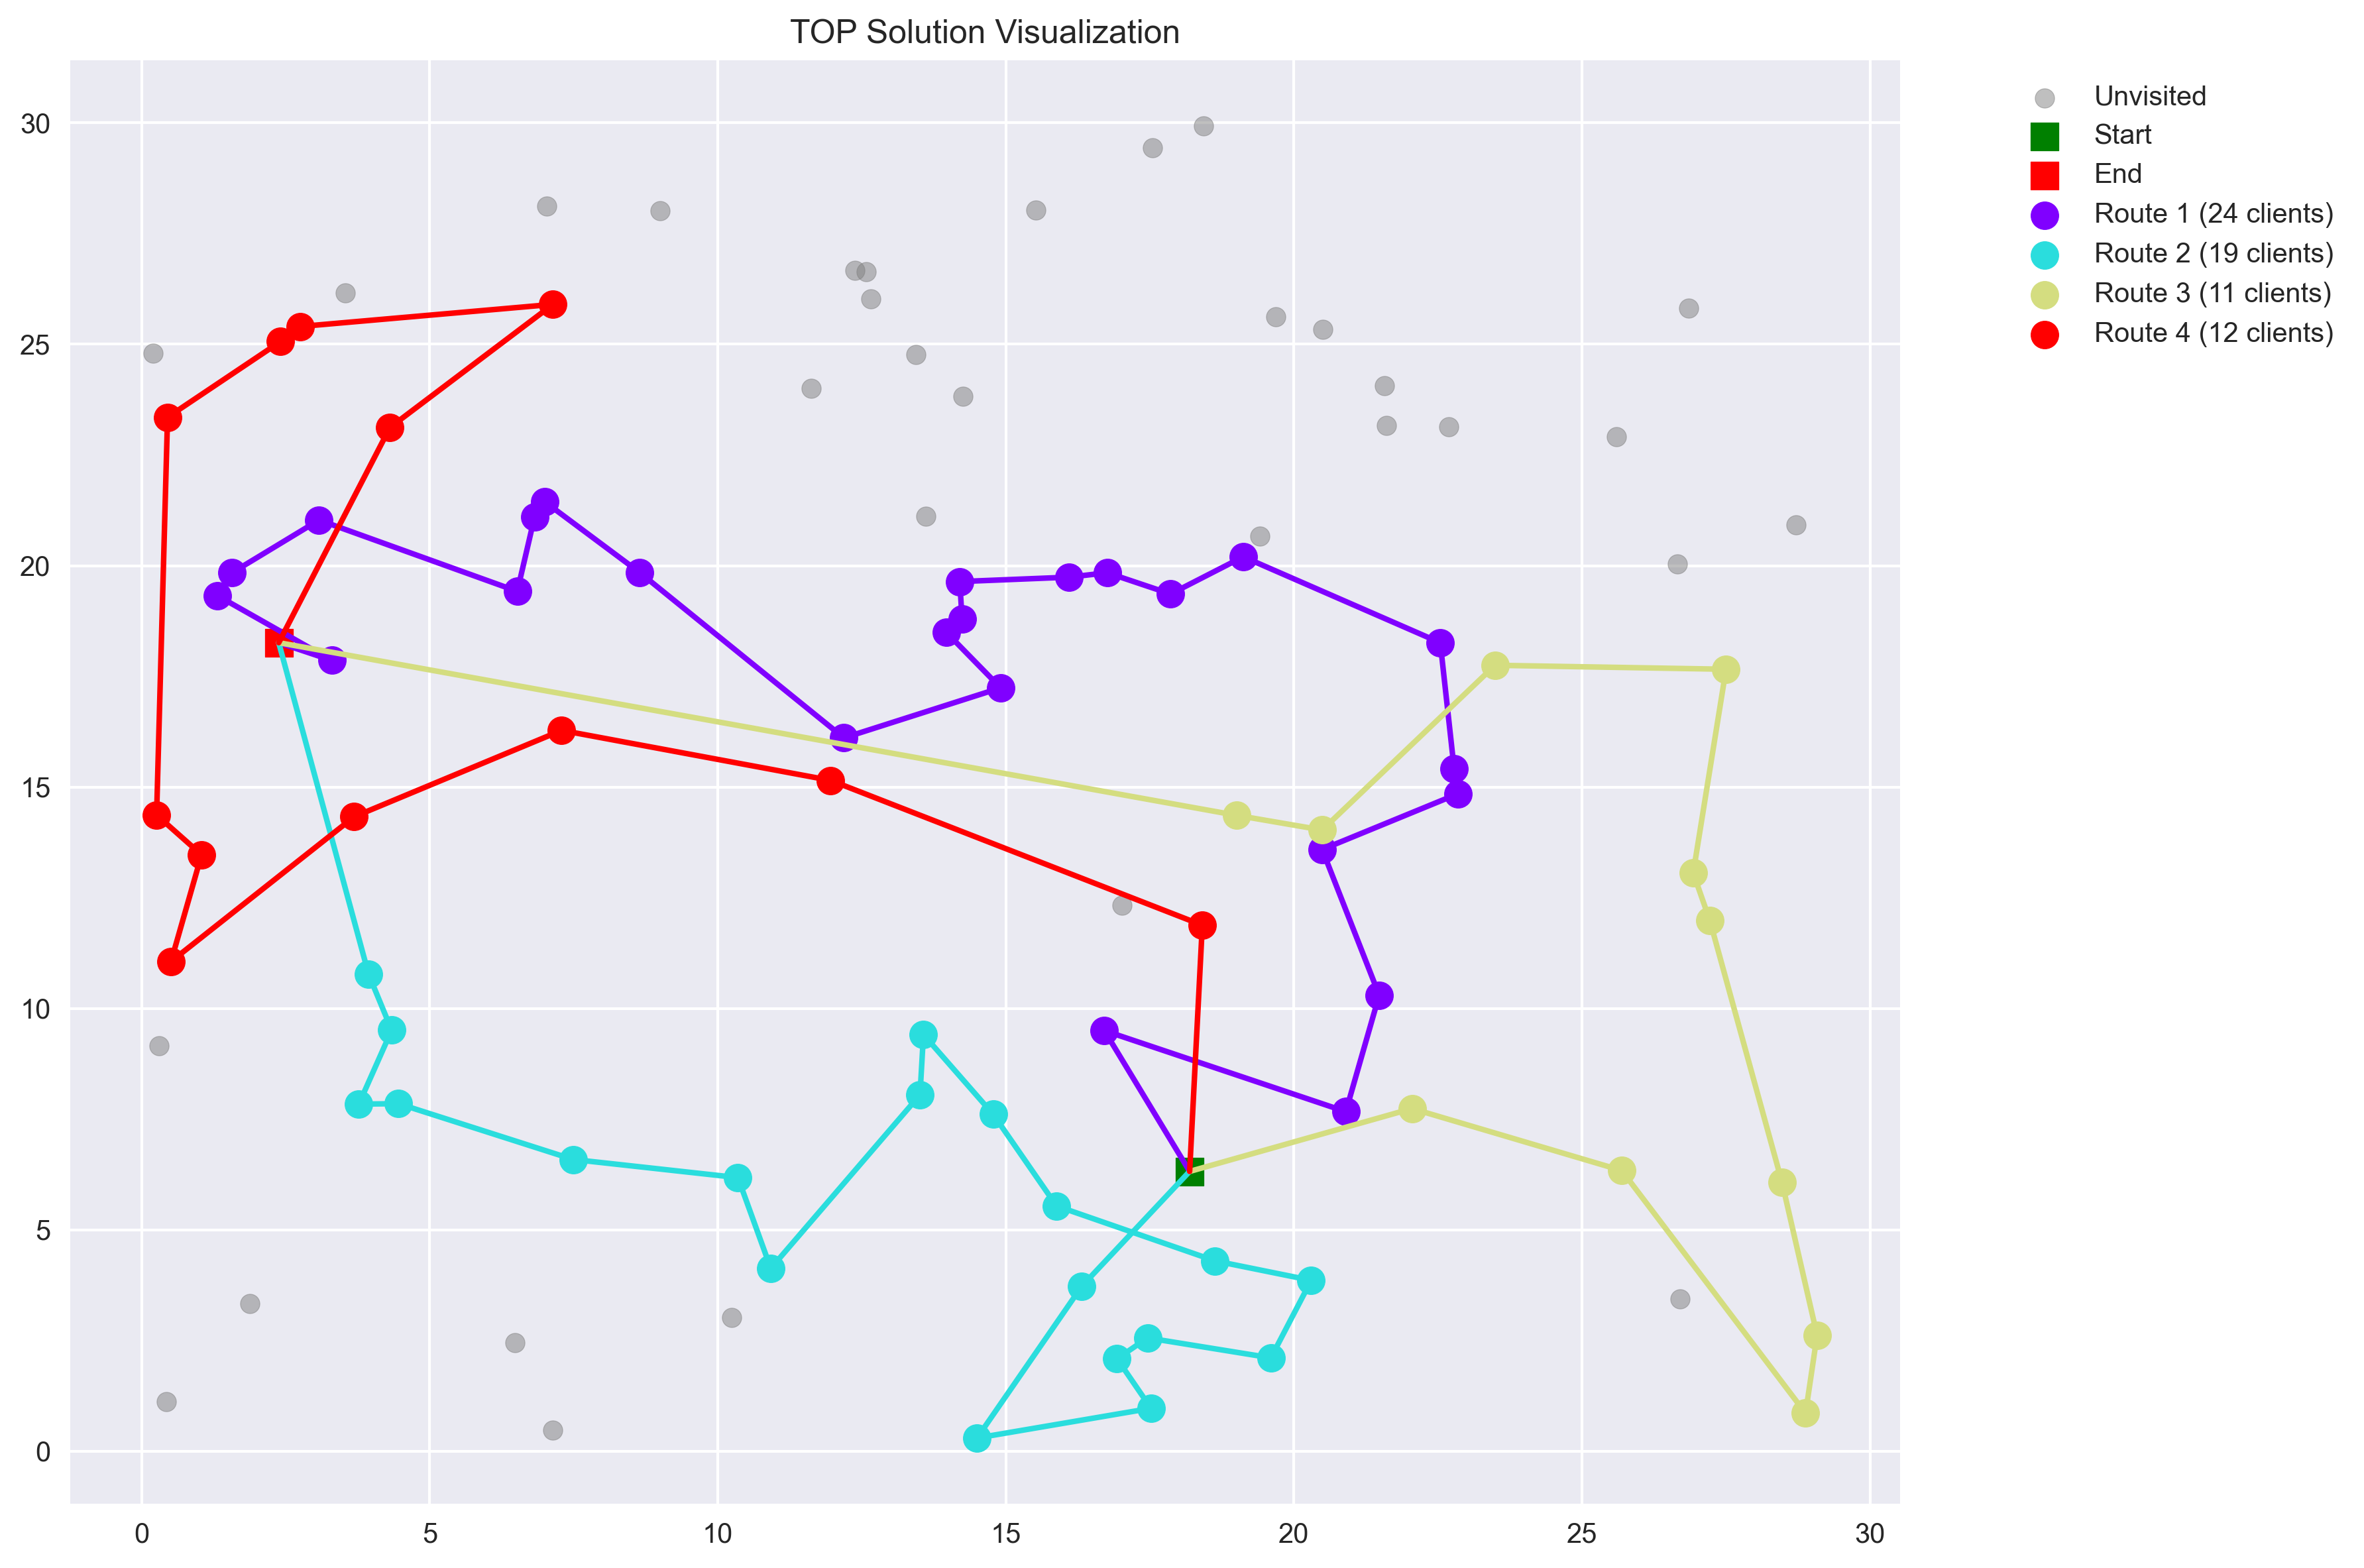 TOP Solution Visualization
Unvisited
Start
End
Route 1 (24 clients)
Route 2 (19 clients)
Route 3 (11 clients)
Route 4 (12 clients)
30
25
20
15
10
5
0
0 5 10 15 20 25 30